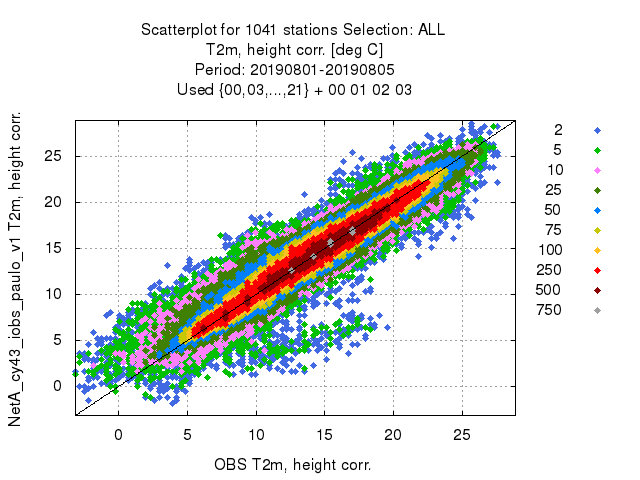 Scatterplot for 1041 stations Selection: ALL
T2m, height corr. [deg C]
Period: 20190801-20190805
Used {00,03,...,21} + 00 01 02 03
NetA_cy43_iobs_paulo_v1 T2m, height corr.
25
20
15
10
5
0
0 5 10 15 20 25
OBS T2m, height corr.
2
5
10
25
50
75
100
250
500
750